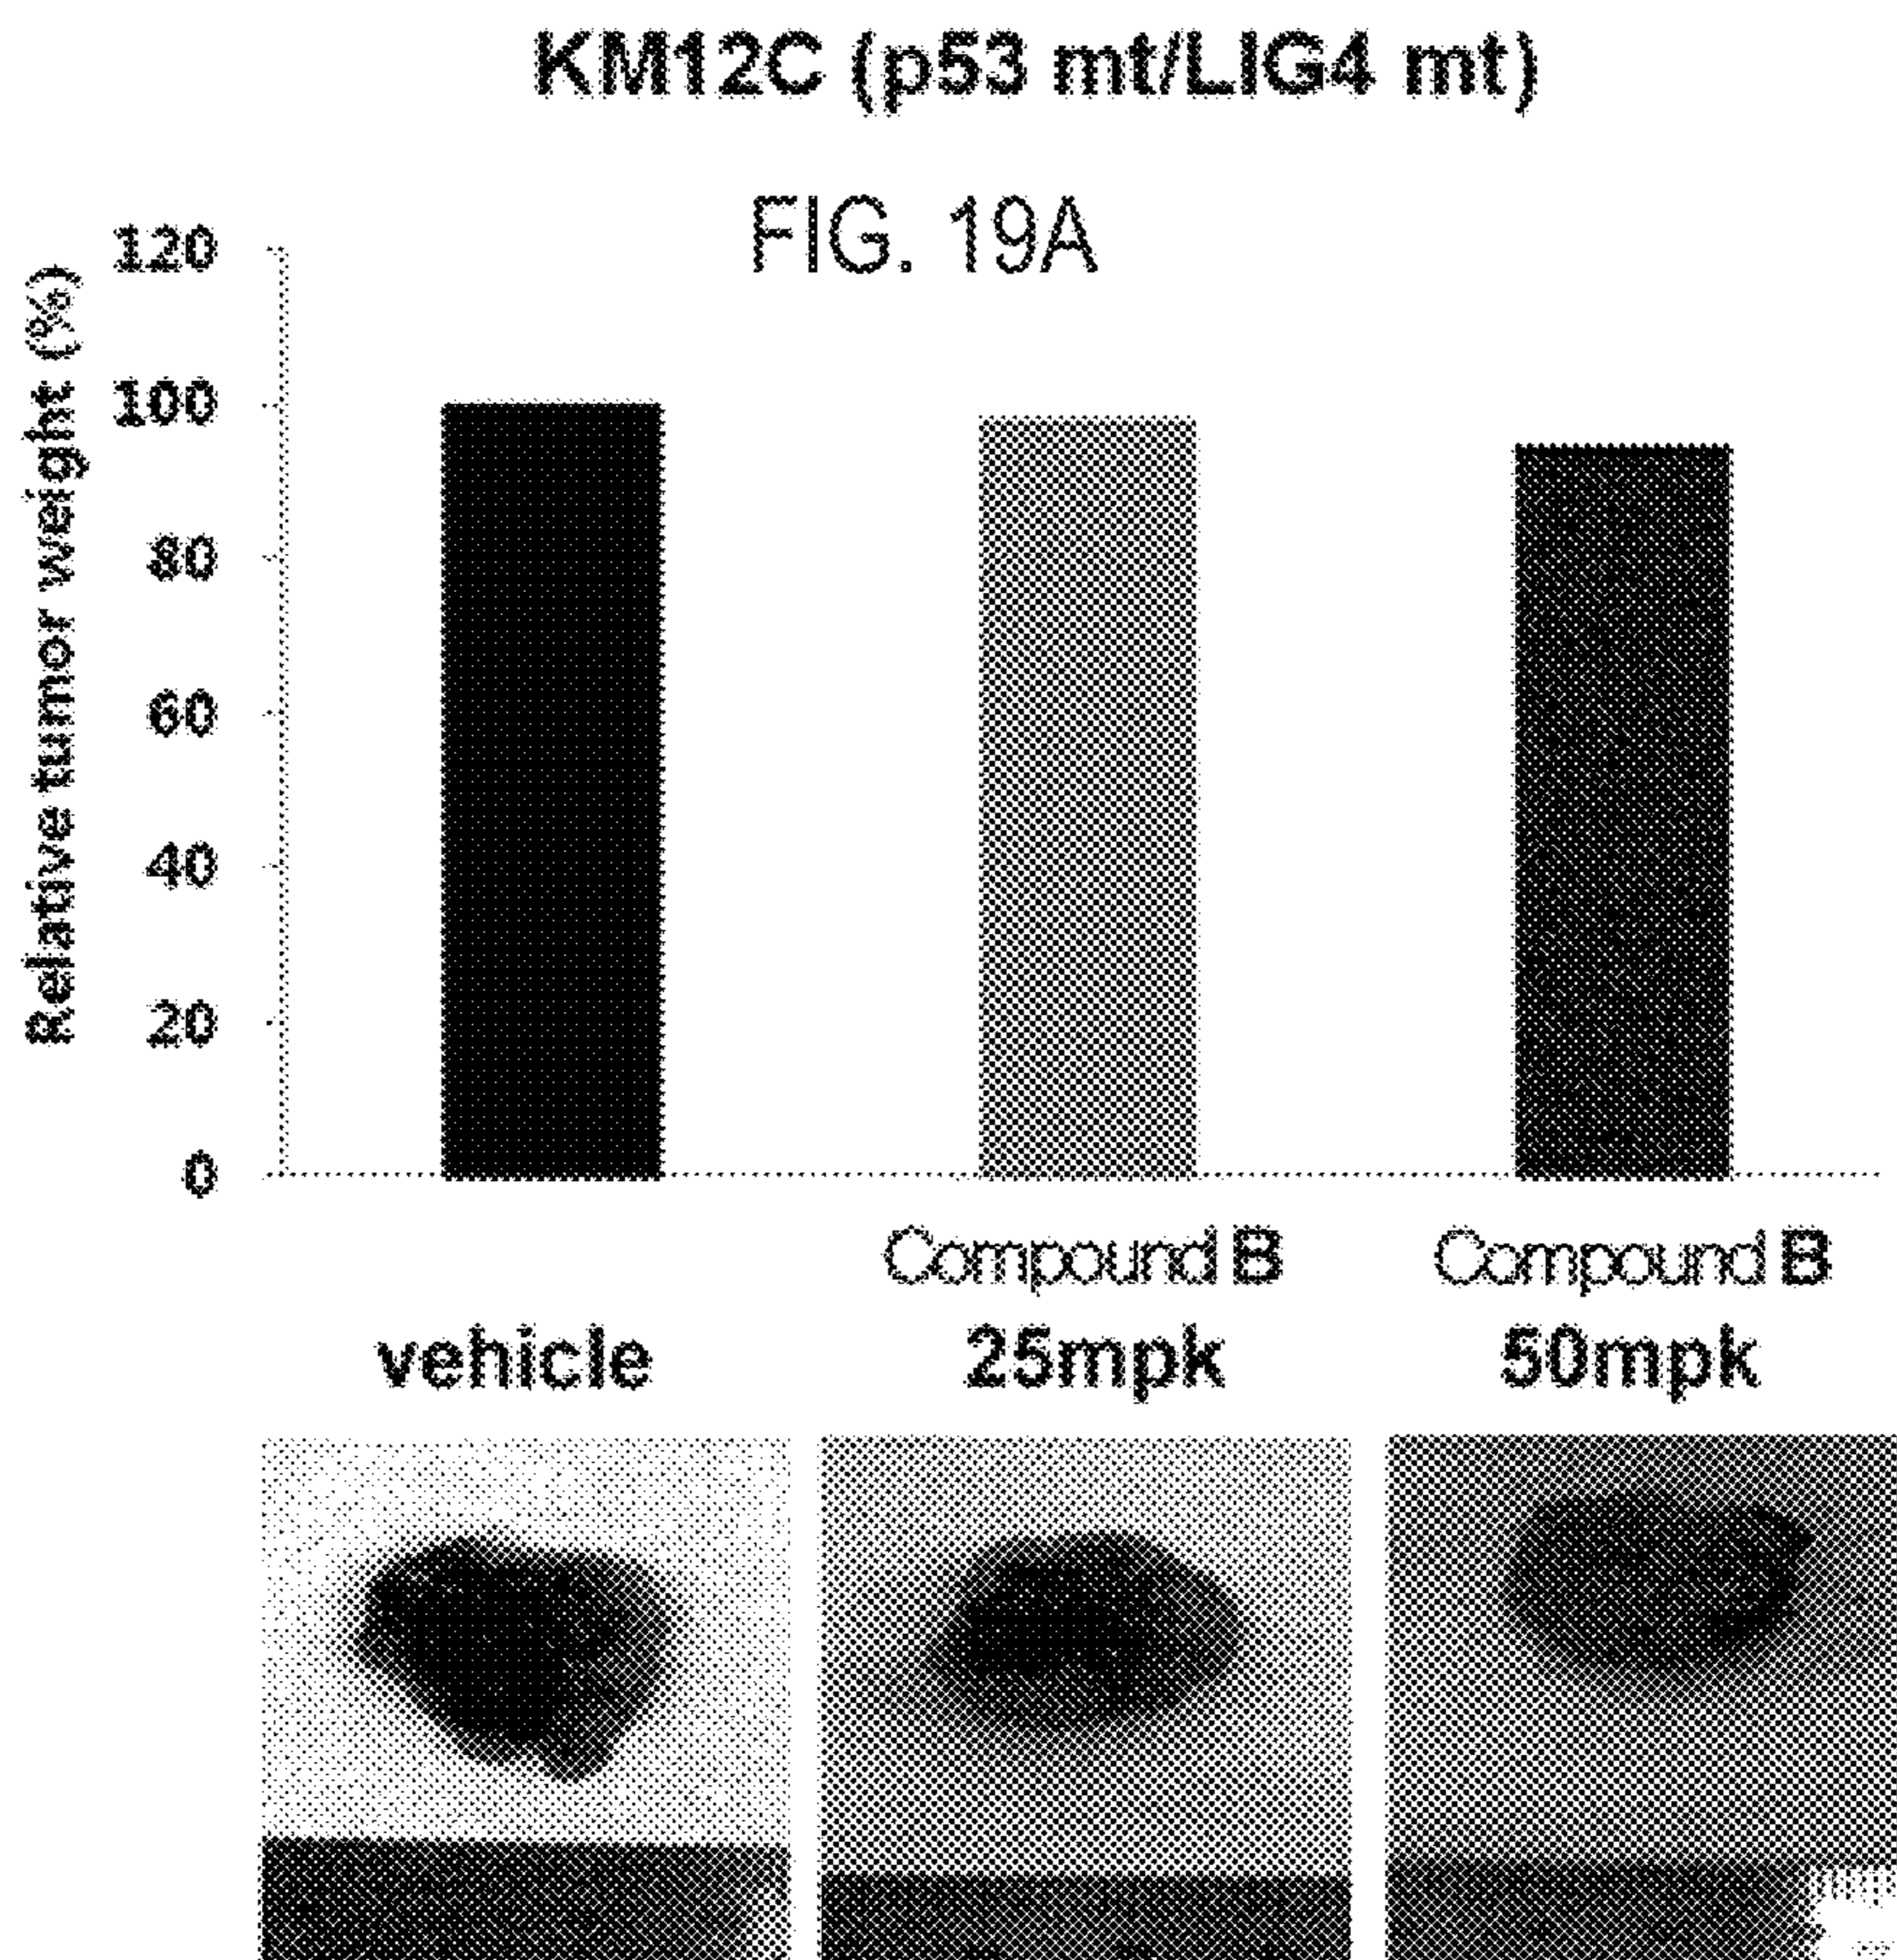 KM12C (p53 mt/LIG4 mt)
FIG. 19A
Relative tumor weight (%)
120
100
80
60
40
20
0
Compound B Compound B
vehicle 25mpk 50mpk